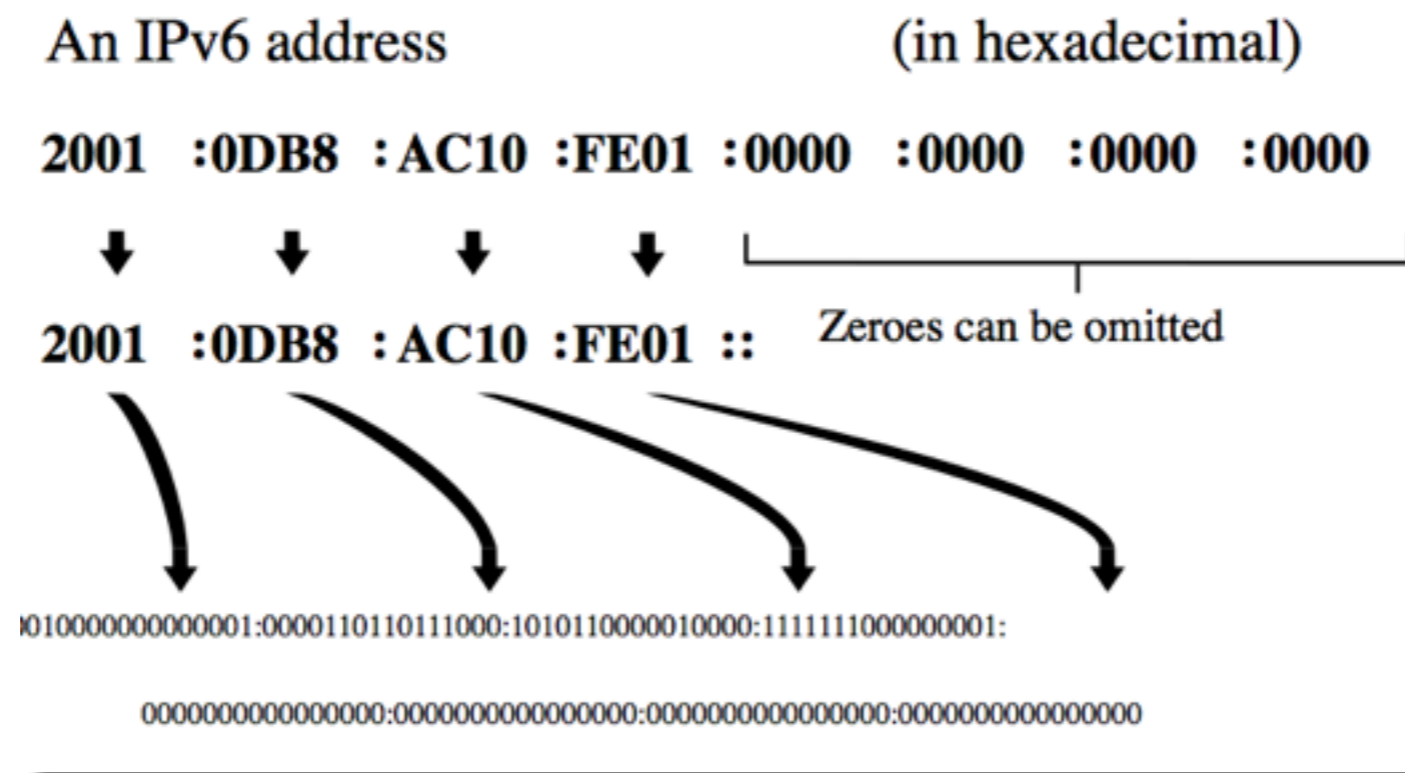 An IPv6 address (in hexadecimal)
2001 :0DB8 :AC10 :FE01 :0000 :0000 :0000 :0000
2001 :0DB8 :AC10 :FE01 ::
Zeroes can be omitted
0010000000000001:0000110110111000:1010110000010000:1111111000000001:
0000000000000000:0000000000000000:0000000000000000:0000000000000000